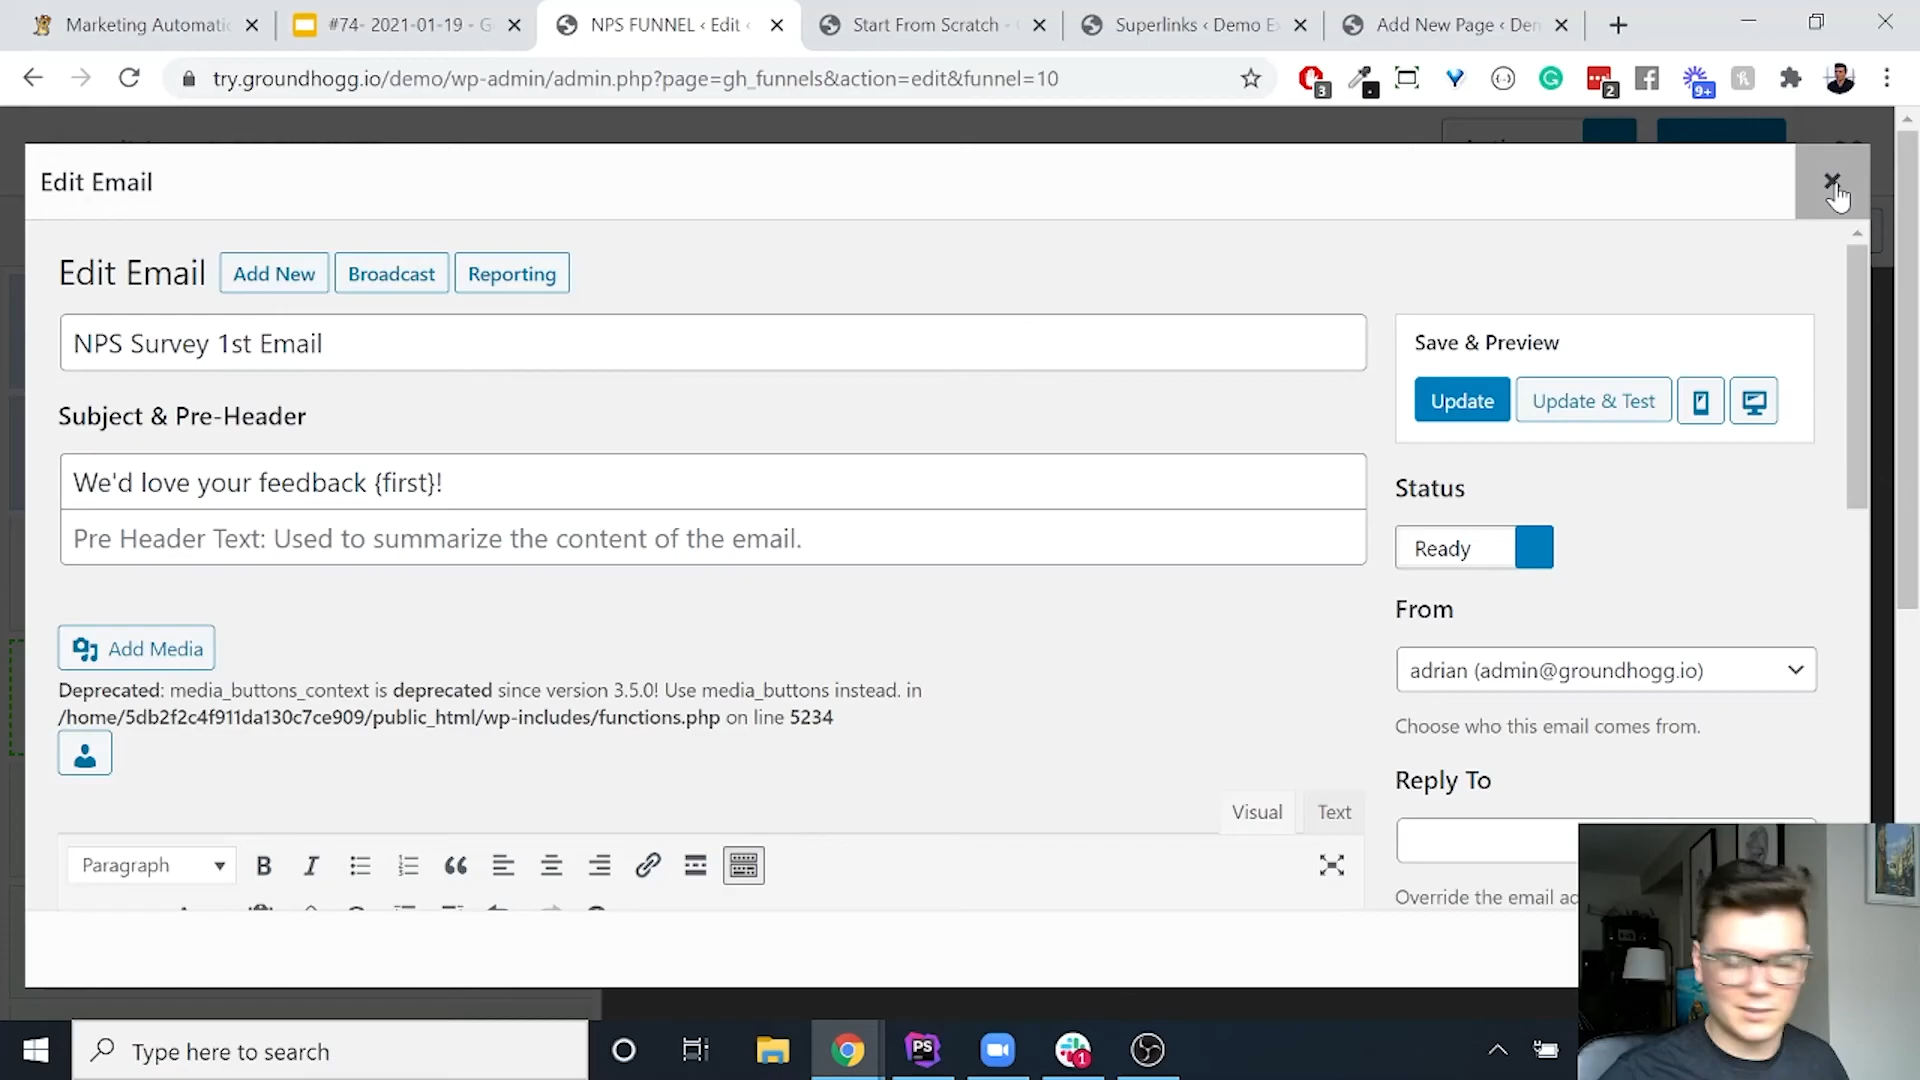 Marketing Automatic
#74- 2021-01-19 - G
NPS FUNNEL ‹ Edit ‹
Start From Scratch -
Superlinks ‹ Demo E
Add New Page ‹ Den
try.groundhogg.io/demo/wp-admin/admin.php?page=gh_funnels&action=edit&funnel=10
3
2
9+
Edit Email
Edit Email
Add New
Broadcast
Reporting
NPS Survey 1st Email
Save & Preview
Update
Update & Test
Subject & Pre-Header
We'd love your feedback {first}!
Pre Header Text: Used to summarize the content of the email.
Status
Ready
From
adrian (admin@groundhogg.io)
Choose who this email comes from.
Add Media
Deprecated: media_buttons_context is deprecated since version 3.5.0! Use media_buttons instead. in
/home/5db2f2c4f911da130c7ce909/public_html/wp-includes/functions.php on line 5234
Reply To
Visual
Text
Paragraph
B
I
Override the email ad
Type here to search
PS
1